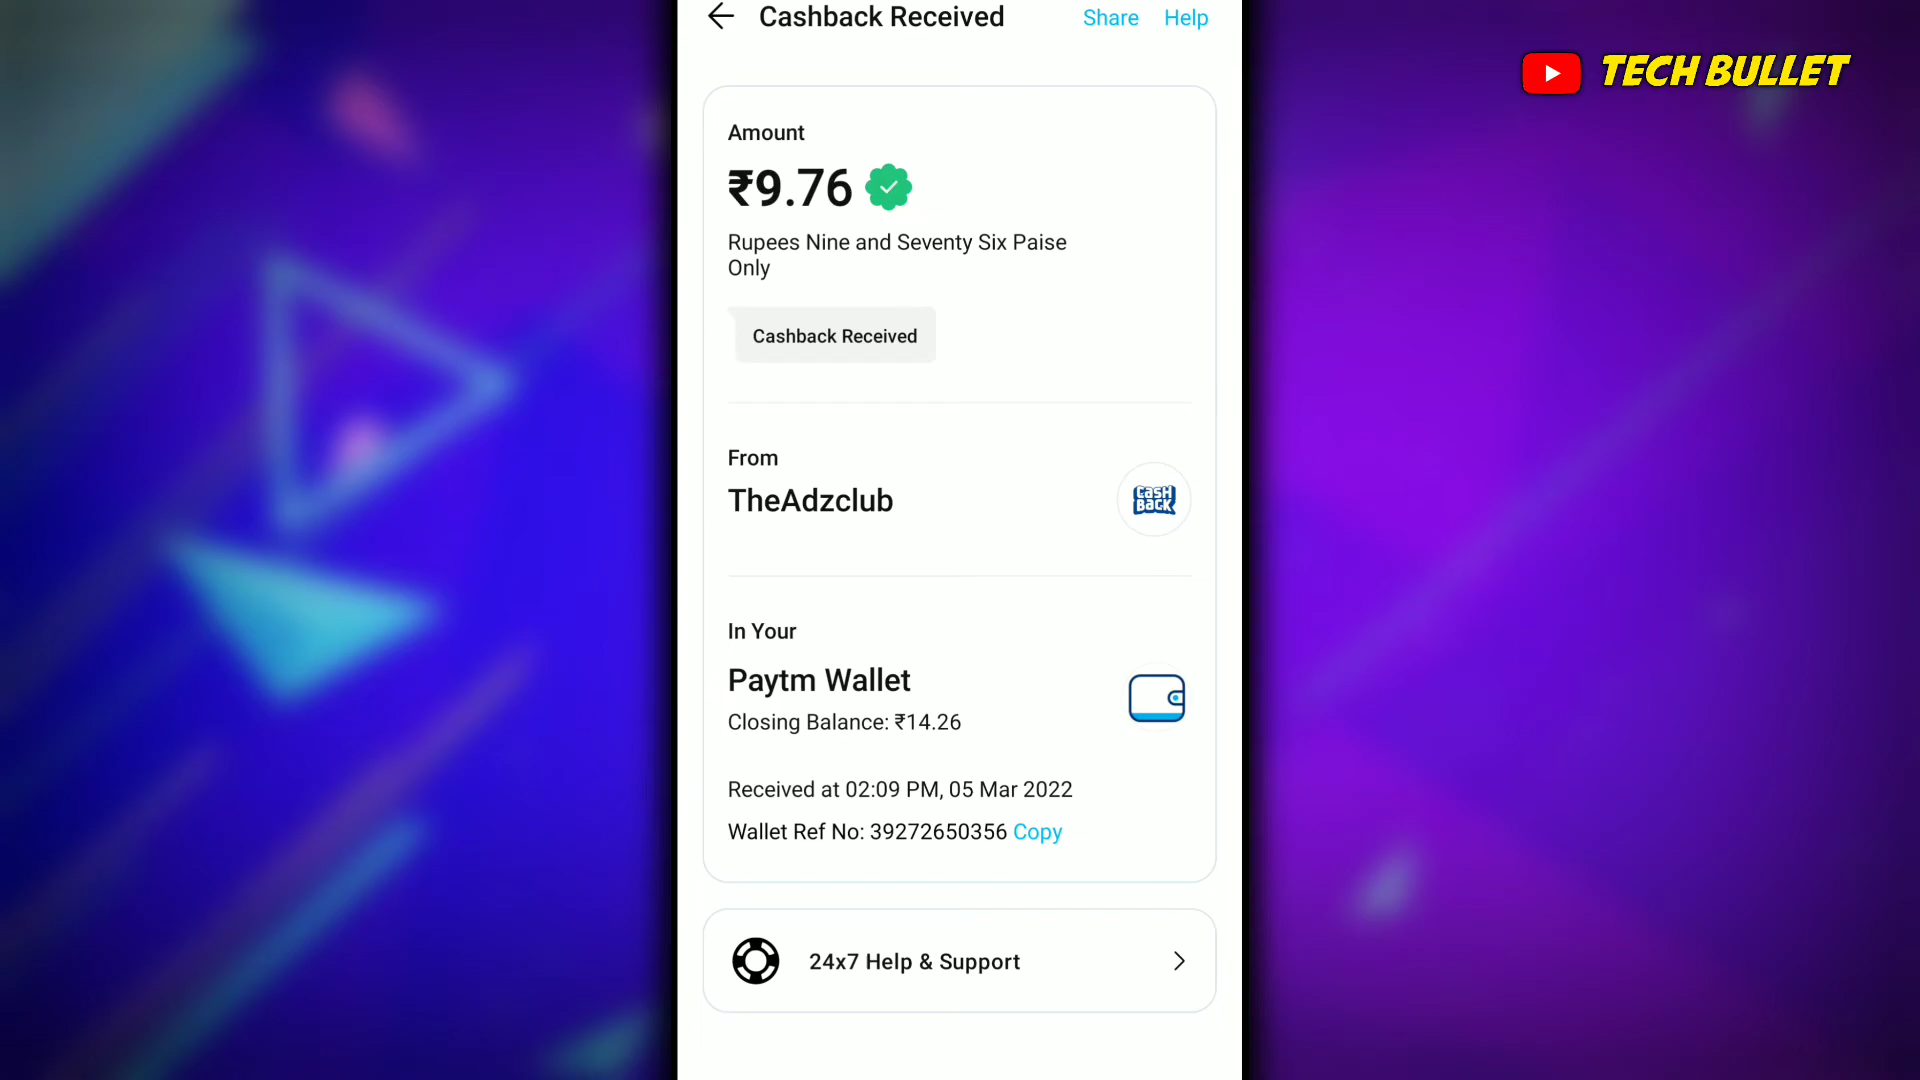 Cashback Received
Share
Help
TECH BULLET
Amount
₹9.76
Rupees Nine and Seventy Six Paise
Only
Cashback Received
From
TheAdzclub
CASH
BACK
In Your
Paytm Wallet
Closing Balance: ₹14.26
Received at 02:09 PM, 05 Mar 2022
Wallet Ref No: 39272650356 Copy
24x7 Help & Support